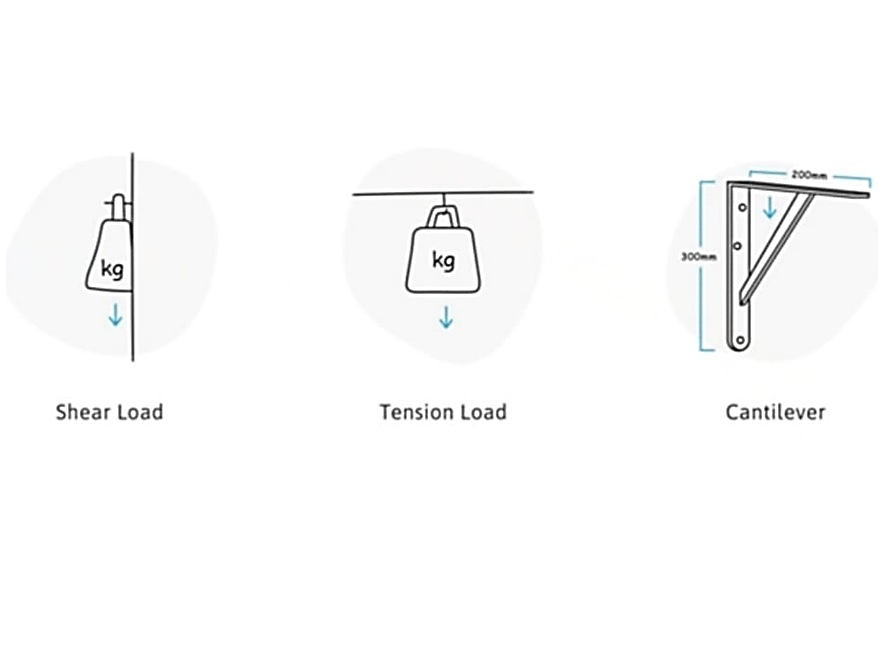 200mm
300mm
kg
kg
Shear Load
Tension Load
Cantilever